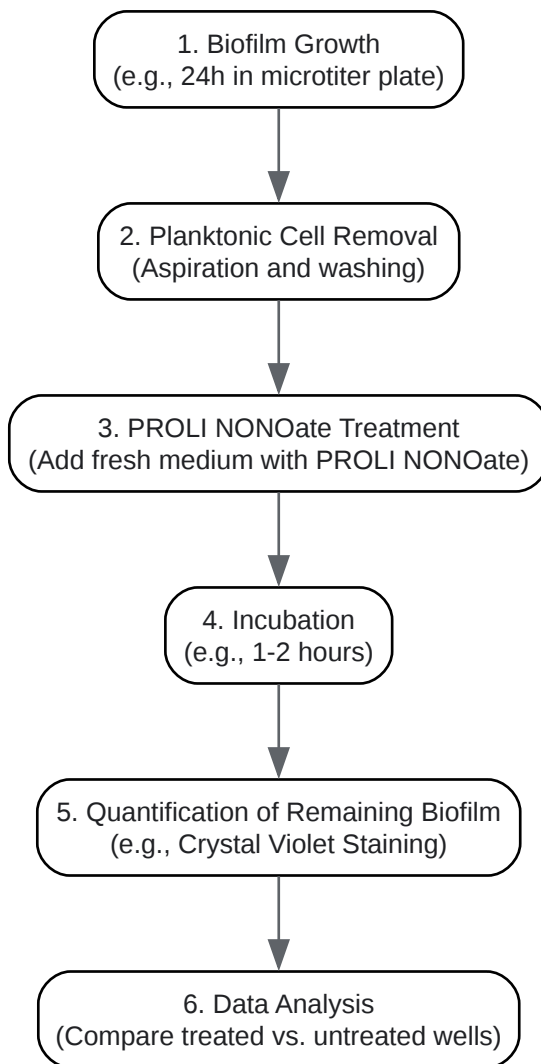 1. Biofilm Growth
(e.g., 24h in microtiter plate)
2. Planktonic Cell Removal
(Aspiration and washing)
3. PROLI NONOate Treatment
(Add fresh medium with PROLI NONOate)
4. Incubation
(e.g., 1-2 hours)
5. Quantification of Remaining Biofilm
(e.g., Crystal Violet Staining)
6. Data Analysis
(Compare treated vs. untreated wells)